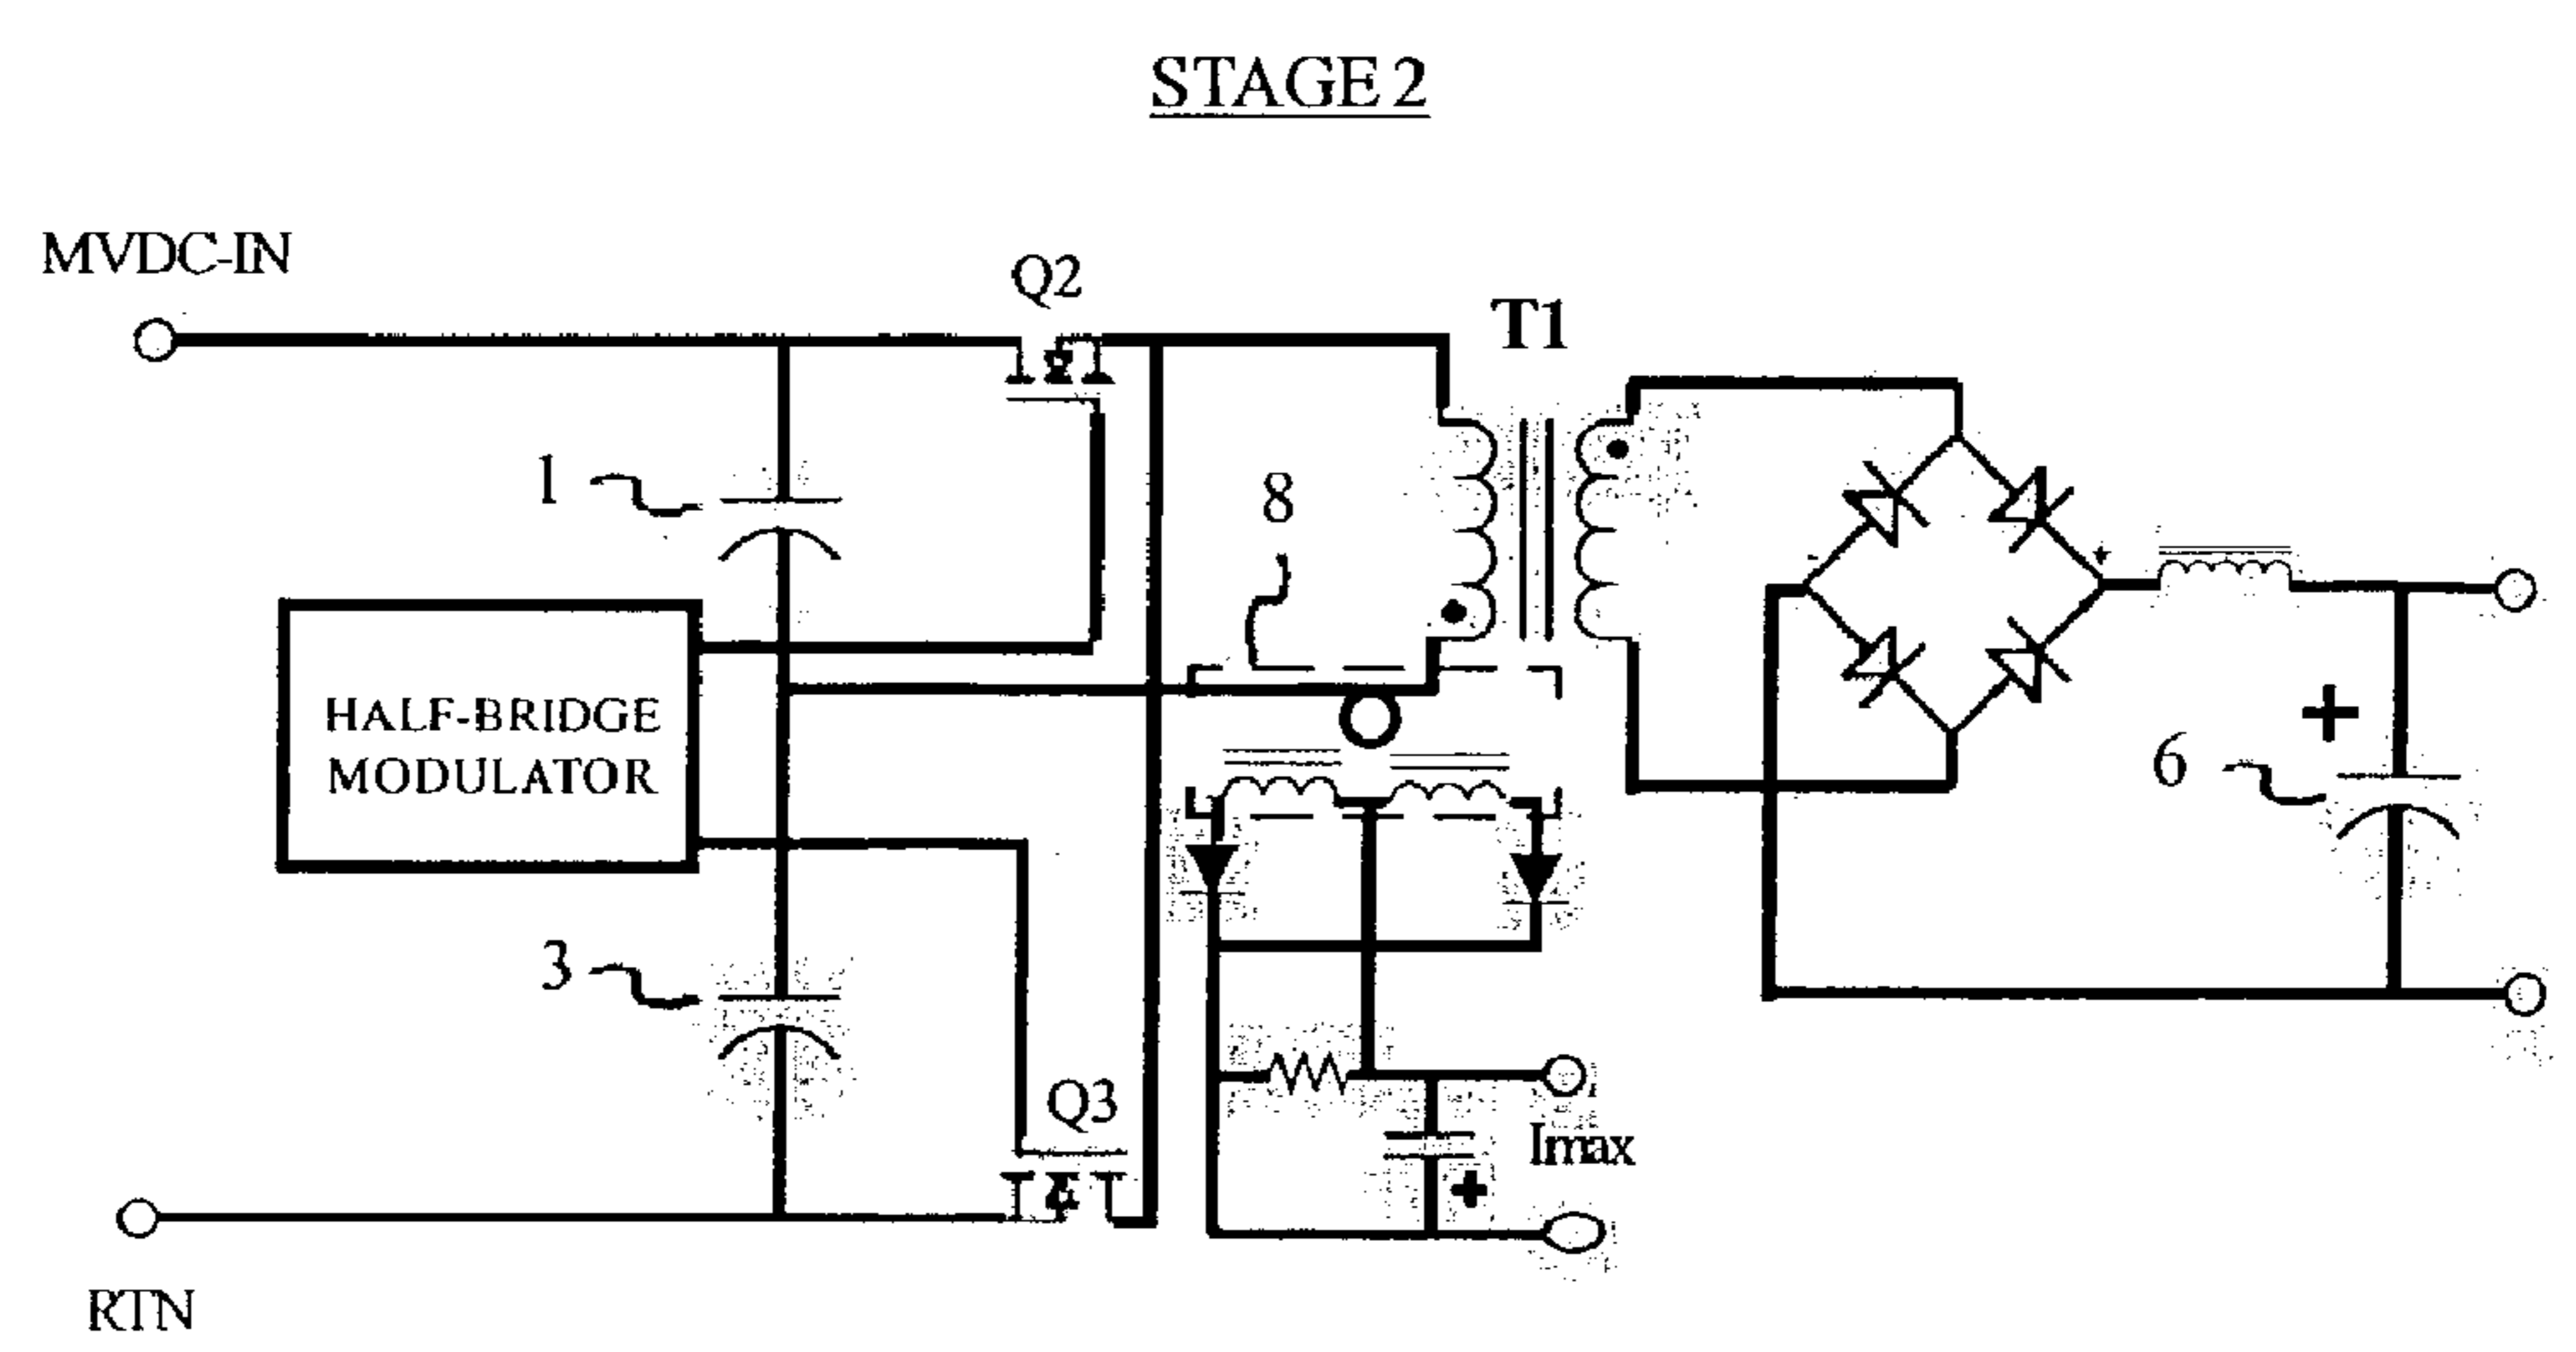 STAGE 2
MVDC-IN
Q2
T1
1
8
HALF-BRIDGE
MODULATOR
-
+
+
6
3
Q3
Imax
+
RTN